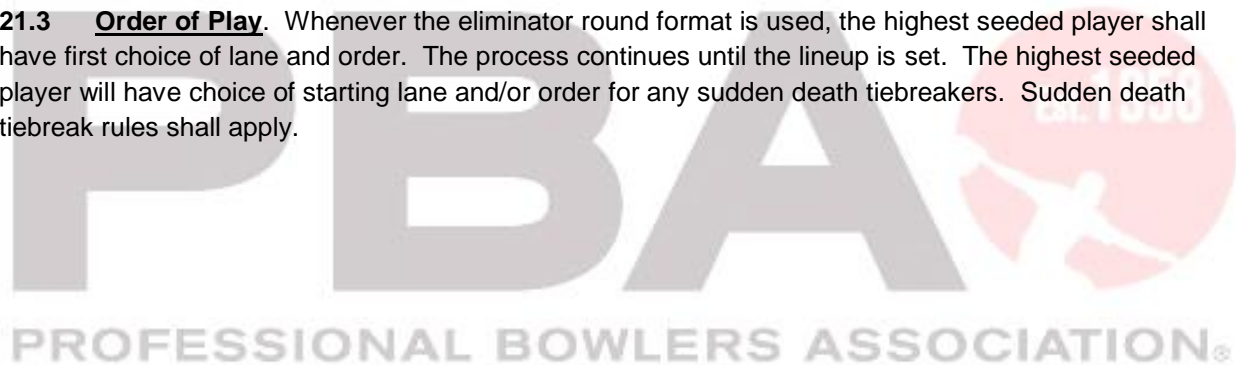 21.3 Order of Play. Whenever the eliminator round format is used, the highest seeded player shall
have first choice of lane and order. The process continues until the lineup is set. The highest seeded
player will have choice of starting lane and/or order for any sudden death tiebreakers. Sudden death
tiebreak rules shall apply.
EST. 1958
PBA
PROFESSIONAL BOWLERS ASSOCIATION®